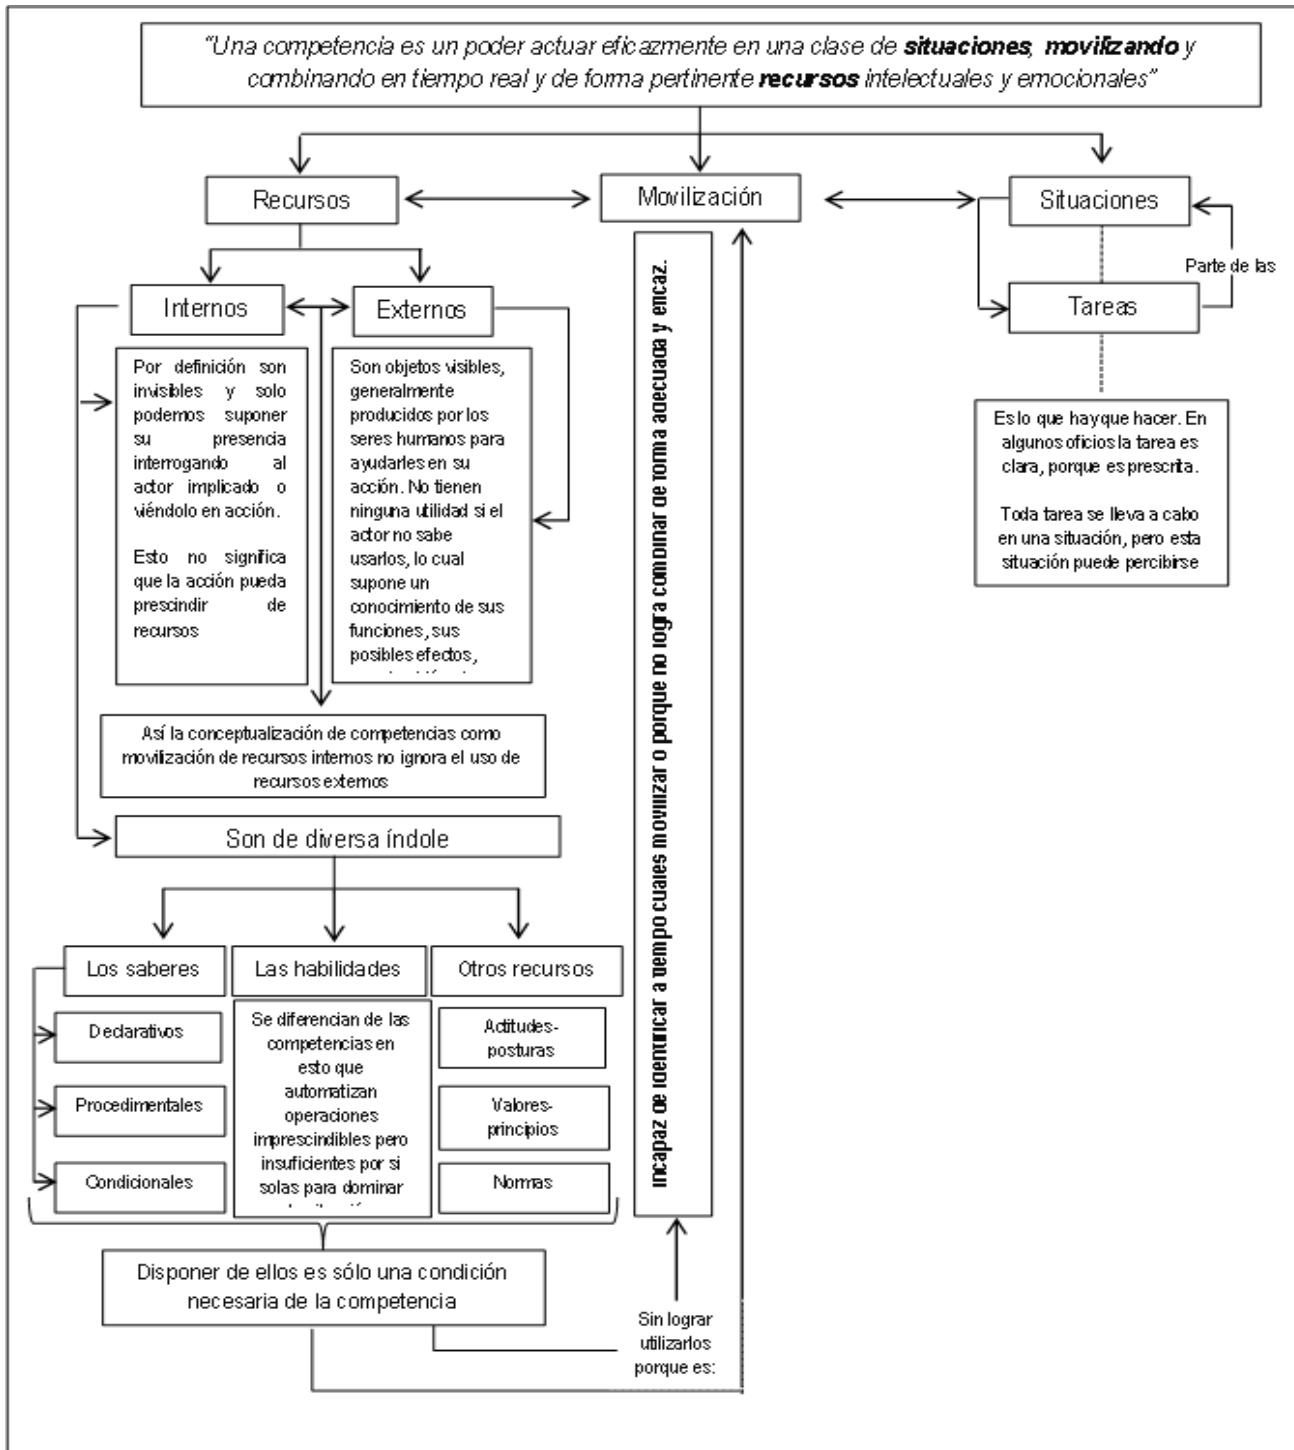 “Una competencia es un poder actuar eficazmente en una clase de situaciones, movilizando y
combinando en tiempo real y de forma pertinente recursos intelectuales y emocionales”
Recursos
Movilización
Situaciones
Parte de las
Internos
Externos
Tareas
Por definición son
invisibles y solo
podemos suponer
su presencia
interrogando al
actor implicado o
viéndolo en acción.
Esto no significa
que la acción pueda
prescindir de
recursos
Son objetos visibles,
generalmente
producidos por los
seres humanos para
ayudarles en su
acción. No tienen
ninguna utilidad si el
actor no sabe
usarlos, lo cual
supone un
conocimiento de sus
funciones, sus
posibles efectos,
Es lo que hay que hacer. En
algunos oficios la tarea es
clara, porque es prescrita.
Toda tarea se lleva a cabo
en una situación, pero esta
situación puede percibirse
incapaz de identificar a tiempo cuales movilizar o porque no logra combinar de forma adecuada y eficaz.
Así la conceptualización de competencias como
movilización de recursos internos no ignora el uso de
recursos externos
Son de diversa índole
Los saberes
Las habilidades
Otros recursos
Declarativos
Procedimentales
Condicionales
Se diferencian de las
competencias en
esto que
automatizan
operaciones
imprescindibles pero
insuficientes por si
solas para dominar
Actitudes-
posturas
Valores-
principios
Normas
Disponer de ellos es sólo una condición
necesaria de la competencia
Sin lograr
utilizarlos
porque es: